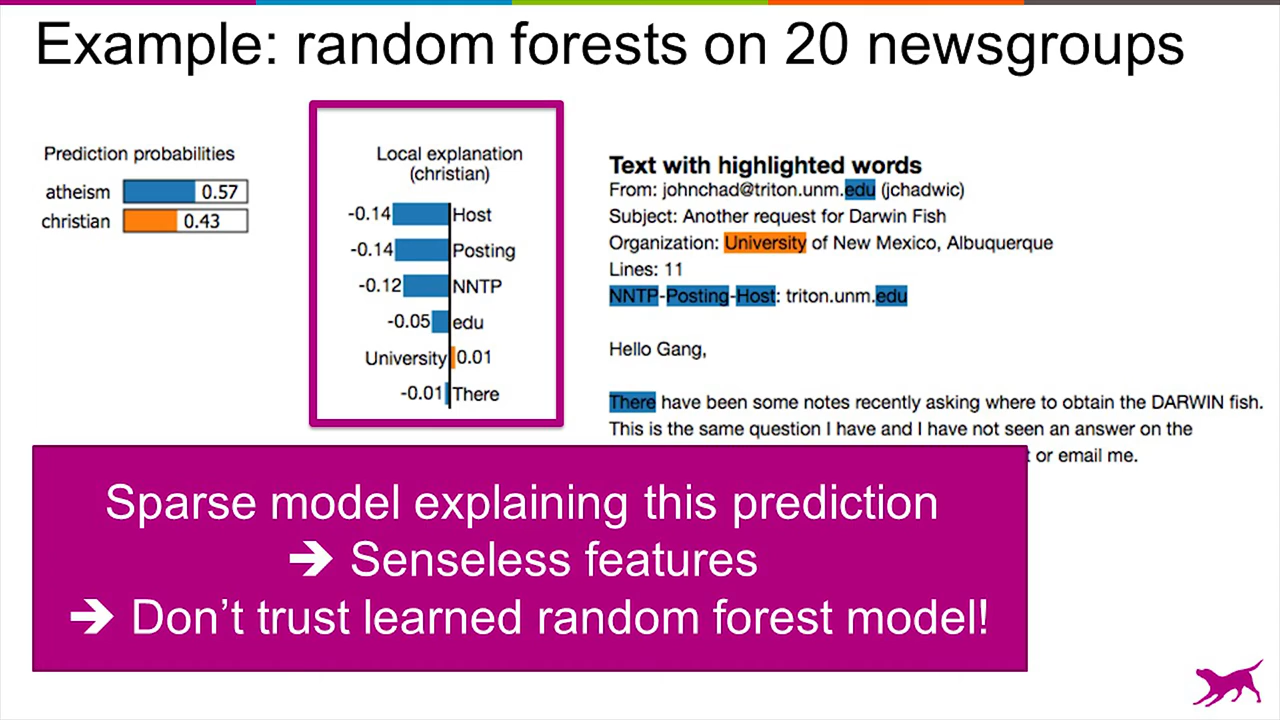 Example: random forests on 20 newsgroups
Prediction probabilities
atheism 0.57
christian 0.43
Local explanation
(christian)
-0.14 Host
-0.14 Posting
-0.12 NNTP
-0.05 edu
University 0.01
-0.01 There
Text with highlighted words
From: johnchad@triton.unm.edu (jchadwic)
Subject: Another request for Darwin Fish
Organization: University of New Mexico, Albuquerque
Lines: 11
NNTP-Posting-Host: triton.unm.edu
Hello Gang,
There have been some notes recently asking where to obtain the DARWIN fish.
This is the same question I have and I have not seen an answer on the
or email me.
Sparse model explaining this prediction
➔ Senseless features
➔ Don't trust learned random forest model!